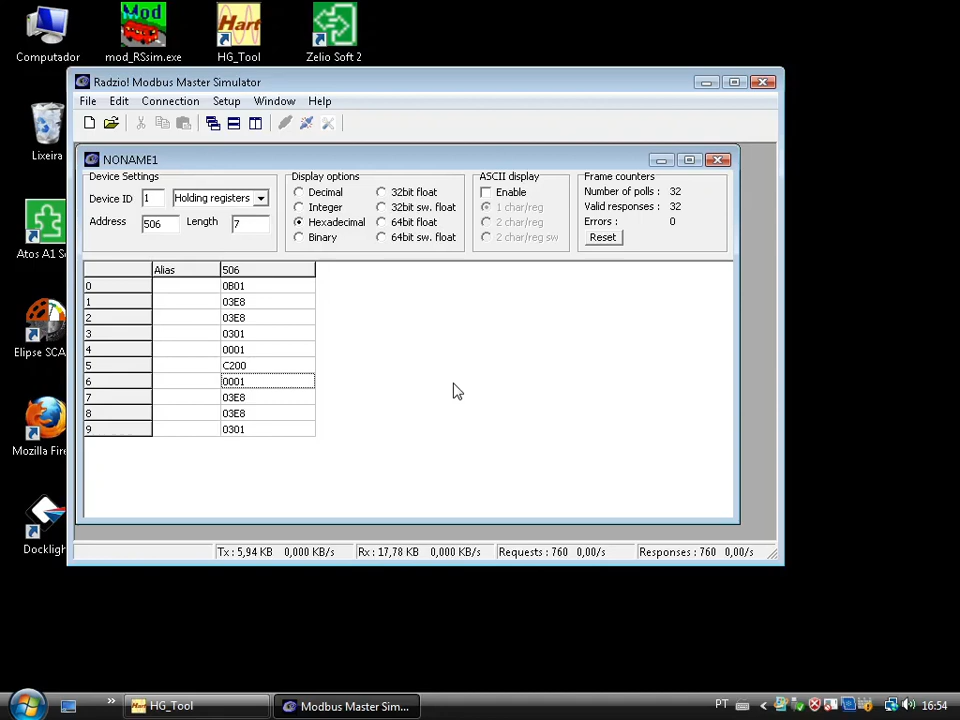 Mod
Hart
Computador
mod_RSsim.exe
HG_Tool
Zelio Soft 2
Radzio! Modbus Master Simulator
File Edit Connection Setup Window Help
Lixeira
NONAME1
Device Settings
Device ID 1 Holding registers
Address 506 Length 7
Display options
Decimal 32bit float
Integer 32bit sw. float
Hexadecimal 64bit float
Binary 64bit sw. float
ASCII display
Enable
1 char/reg
2 char/reg
2 char/reg sw
Frame counters
Number of polls : 32
Valid responses : 32
Errors : 0
Reset
Atos A1 S
Elipse SCA
Mozilla Fire
Dockligh
Alias 506
0 0B01
1 03E8
2 03E8
3 0301
4 0001
5 C200
6 0001
7 03E8
8 03E8
9 0301
Tx : 5,94 KB 0,000 KB/s Rx : 17,78 KB 0,000 KB/s Requests : 760 0,00/s Responses : 760 0,00/s
» Hart HG_Tool Modbus Master Sim... PT < 16:54